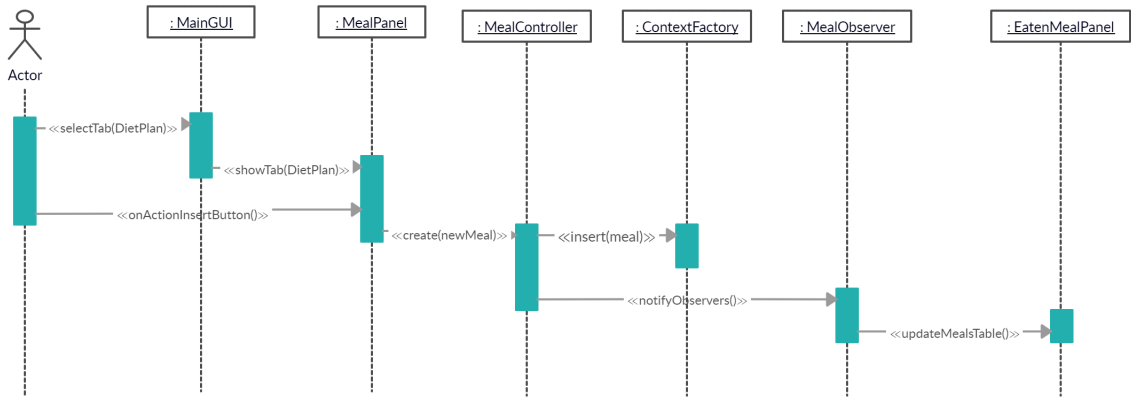 : MainGUI
: MealPanel
: MealController
: ContextFactory
: MealObserver
: EatenMealPanel
Actor
<<selectTab(DietPlan)>>
<<showTab(DietPlan)>>
<<onActionInsertButton()>>
<<create(newMeal)>>
<<insert(meal)>>
<<notifyObservers()>>
<<updateMealsTable()>>